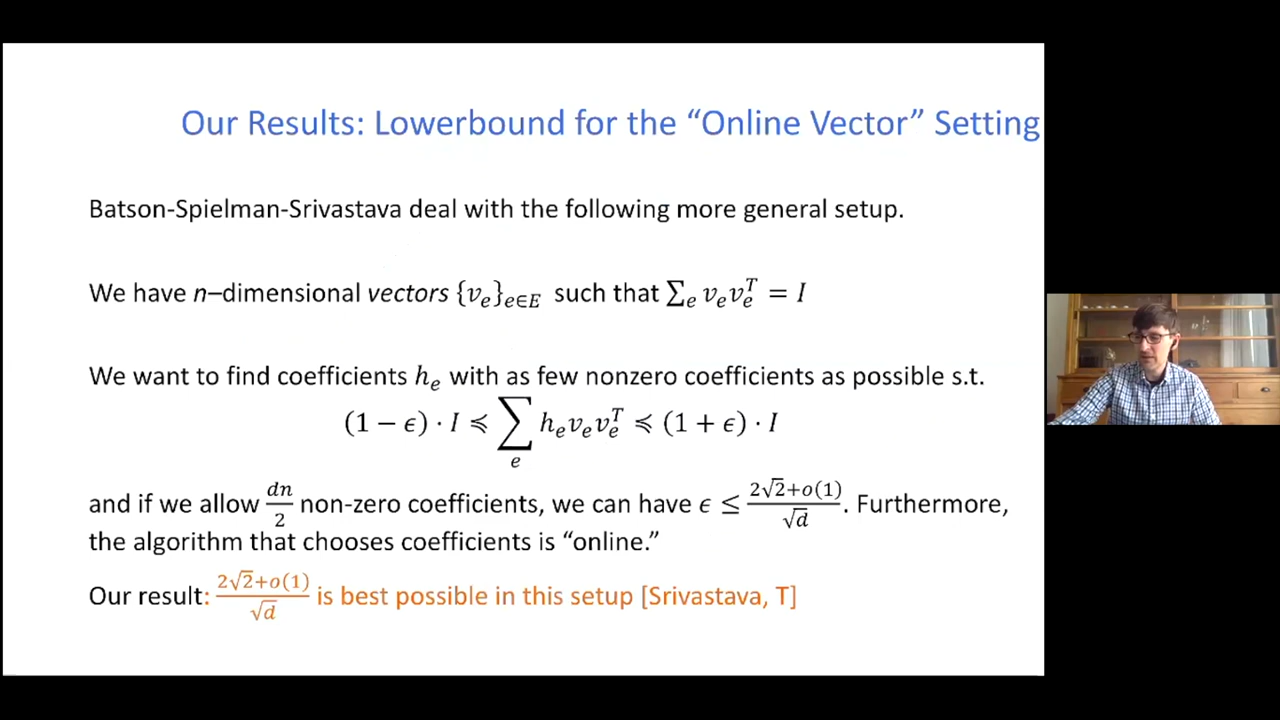 Our Results: Lowerbound for the “Online Vector” Setting
Batson-Spielman-Srivastava deal with the following more general setup.
We have n–dimensional vectors {v_e}_{e∈E} such that ∑_e v_e v_e^T = I
We want to find coefficients h_e with as few nonzero coefficients as possible s.t.
(1 − ϵ) · I ≼ ∑_e h_e v_e v_e^T ≼ (1 + ϵ) · I
and if we allow dn/2 non-zero coefficients, we can have ϵ ≤ (2√2+o(1))/√d. Furthermore,
the algorithm that chooses coefficients is “online.”
Our result: (2√2+o(1))/√d is best possible in this setup [Srivastava, T]